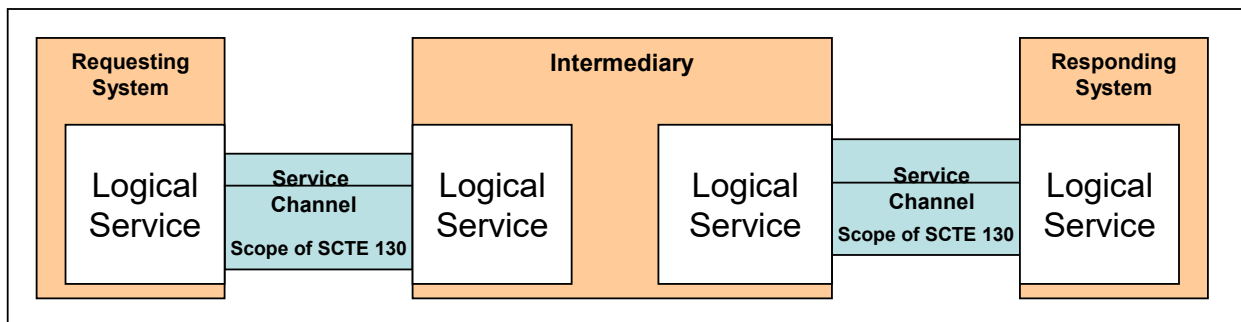 Requesting
System
Intermediary
Responding
System
Logical
Service
Service
Channel
Scope of SCTE 130
Logical
Service
Logical
Service
Service
Channel
Scope of SCTE 130
Logical
Service